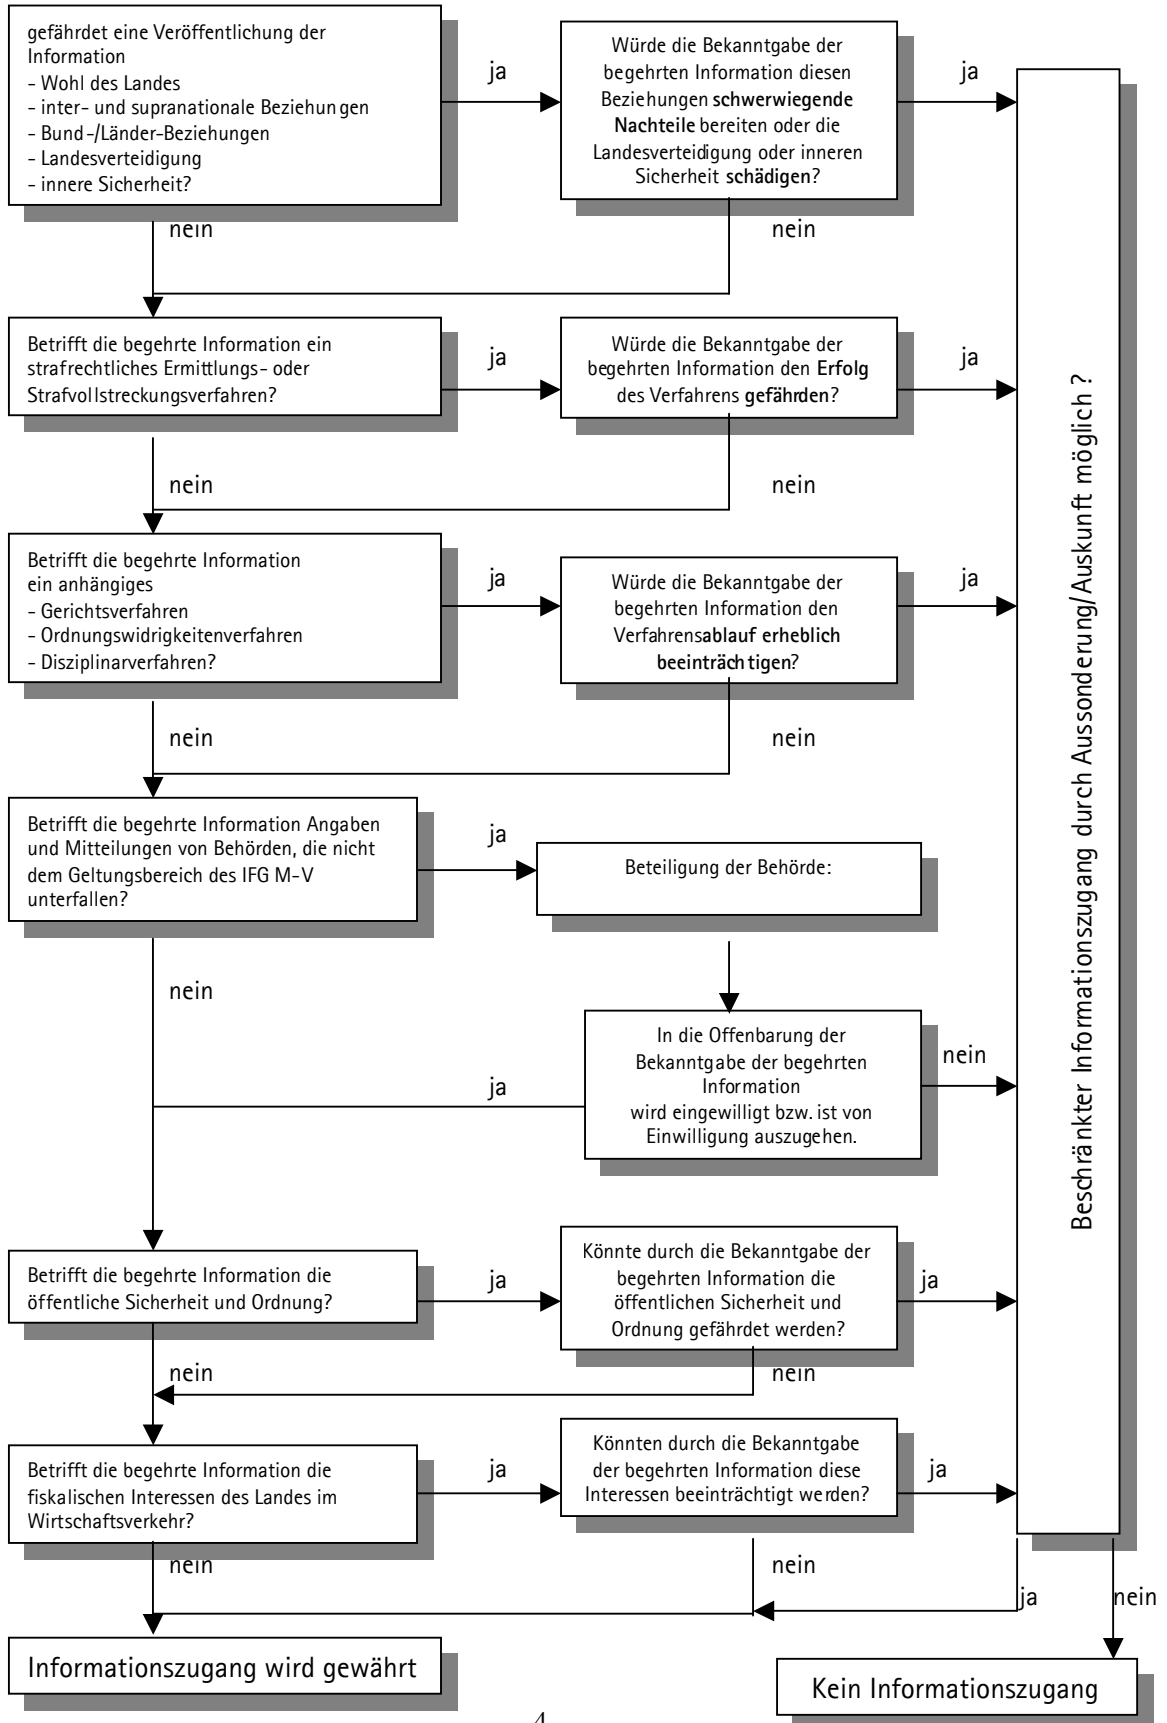 gefährdet eine Veröffentlichung der
Information
- Wohl des Landes
- inter- und supranationale Beziehungen
- Bund-/Länder-Beziehungen
- Landesverteidigung
- innere Sicherheit?
ja
Würde die Bekanntgabe der
begehrten Information diesen
Beziehungen schwerwiegende
Nachteile bereiten oder die
Landesverteidigung oder inneren
Sicherheit schädigen?
ja
nein
nein
Betrifft die begehrte Information ein
strafrechtliches Ermittlungs- oder
Strafvollstreckungsverfahren?
ja
Würde die Bekanntgabe der
begehrten Information den Erfolg
des Verfahrens gefährden?
ja
nein
nein
Betrifft die begehrte Information
ein anhängiges
- Gerichtsverfahren
- Ordnungswidrigkeitenverfahren
- Disziplinarverfahren?
ja
Würde die Bekanntgabe der
begehrten Information den
Verfahrensablauf erheblich
beeinträchtigen?
ja
nein
nein
Betrifft die begehrte Information Angaben
und Mitteilungen von Behörden, die nicht
dem Geltungsbereich des IFG M-V
unterfallen?
ja
Beteiligung der Behörde:
nein
In die Offenbarung der
Bekanntgabe der begehrten
Information
wird eingewilligt bzw. ist von
Einwilligung auszugehen.
nein
ja
Betrifft die begehrte Information die
öffentliche Sicherheit und Ordnung?
ja
Könnte durch die Bekanntgabe der
begehrten Information die
öffentlichen Sicherheit und
Ordnung gefährdet werden?
ja
nein
nein
Betrifft die begehrte Information die
fiskalischen Interessen des Landes im
Wirtschaftsverkehr?
ja
Könnten durch die Bekanntgabe
der begehrten Information diese
Interessen beeinträchtigt werden?
ja
nein
nein
Beschränkter Informationszugang durch Aussonderung/Auskunft möglich ?
ja
nein
Informationszugang wird gewährt
Kein Informationszugang
4